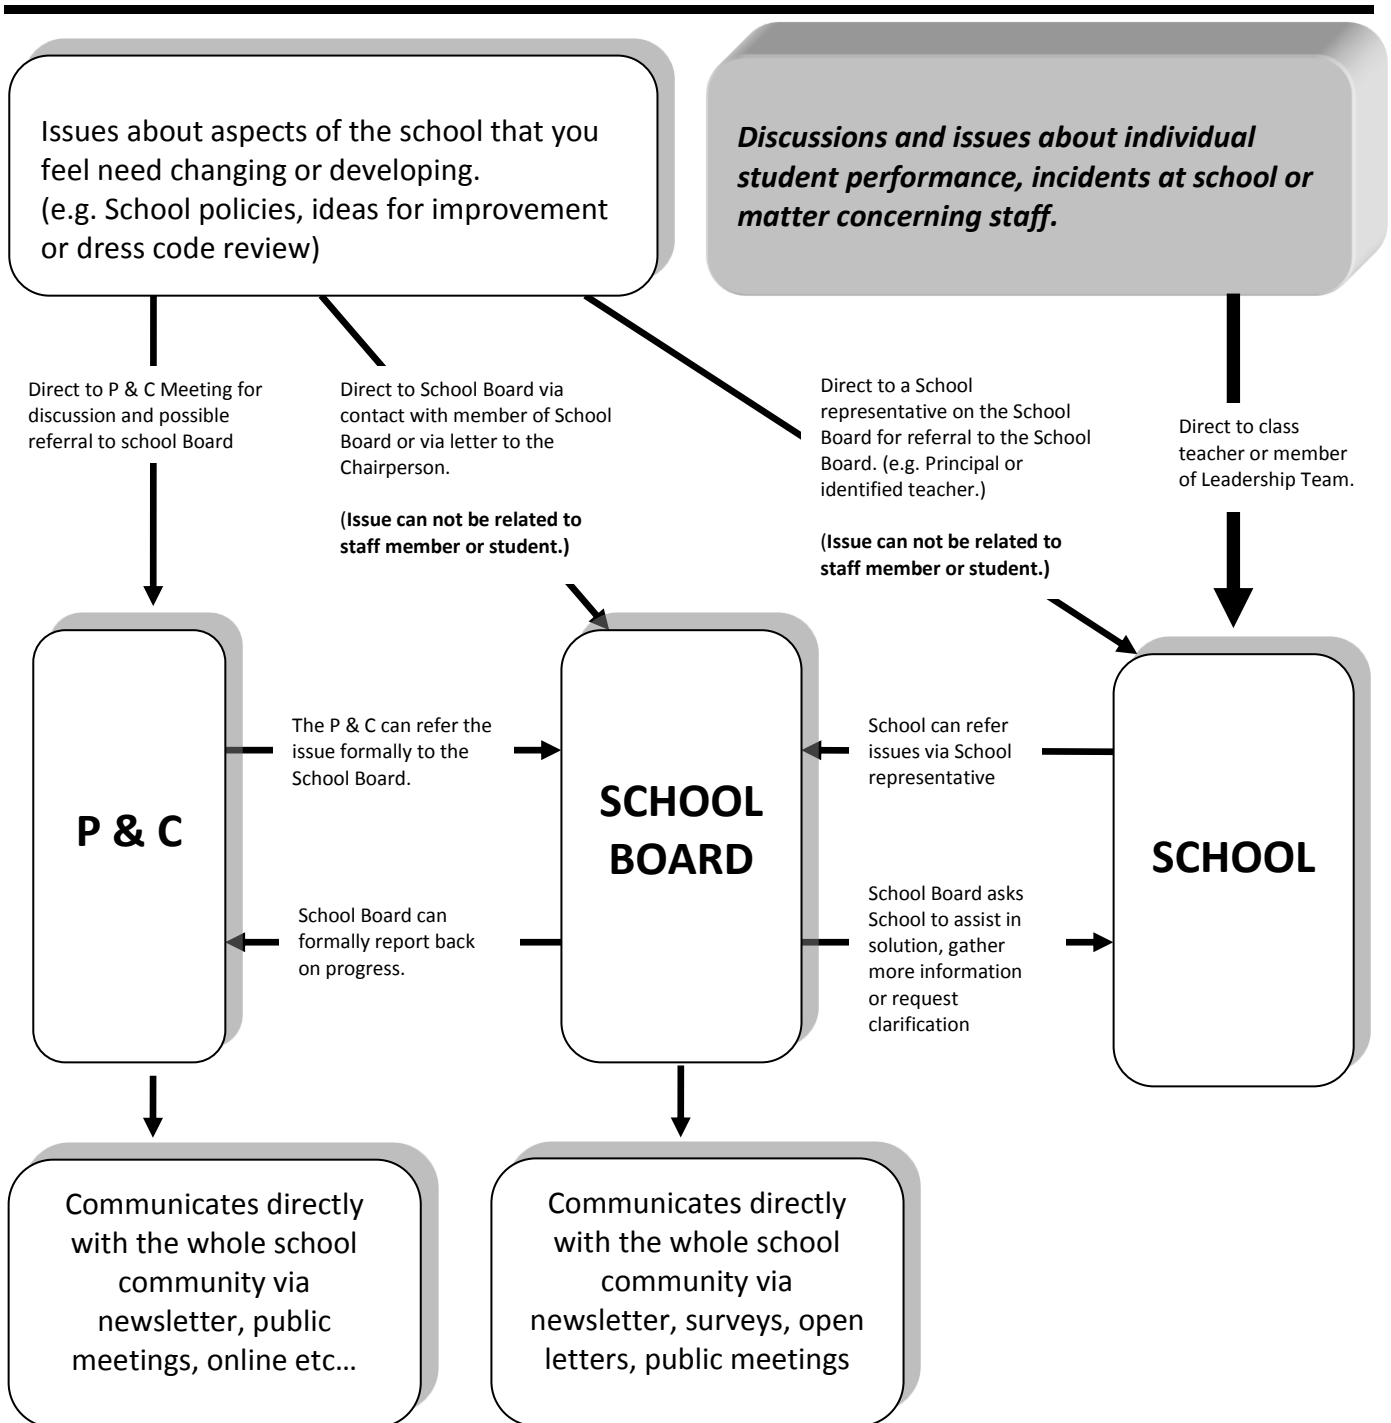 Issues about aspects of the school that you
feel need changing or developing.
(e.g. School policies, ideas for improvement
or dress code review)
Discussions and issues about individual
student performance, incidents at school or
matter concerning staff.
Direct to P & C Meeting for
discussion and possible
referral to school Board
Direct to School Board via
contact with member of School
Board or via letter to the
Chairperson.
(Issue can not be related to
staff member or student.)
Direct to a School
representative on the School
Board for referral to the School
Board. (e.g. Principal or
identified teacher.)
(Issue can not be related to
staff member or student.)
Direct to class
teacher or member
of Leadership Team.
P & C
The P & C can refer the
issue formally to the
School Board.
School Board can
formally report back
on progress.
SCHOOL
BOARD
School can refer
issues via School
representative
School Board asks
School to assist in
solution, gather
more information
or request
clarification
SCHOOL
Communicates directly
with the whole school
community via
newsletter, public
meetings, online etc…
Communicates directly
with the whole school
community via
newsletter, surveys, open
letters, public meetings